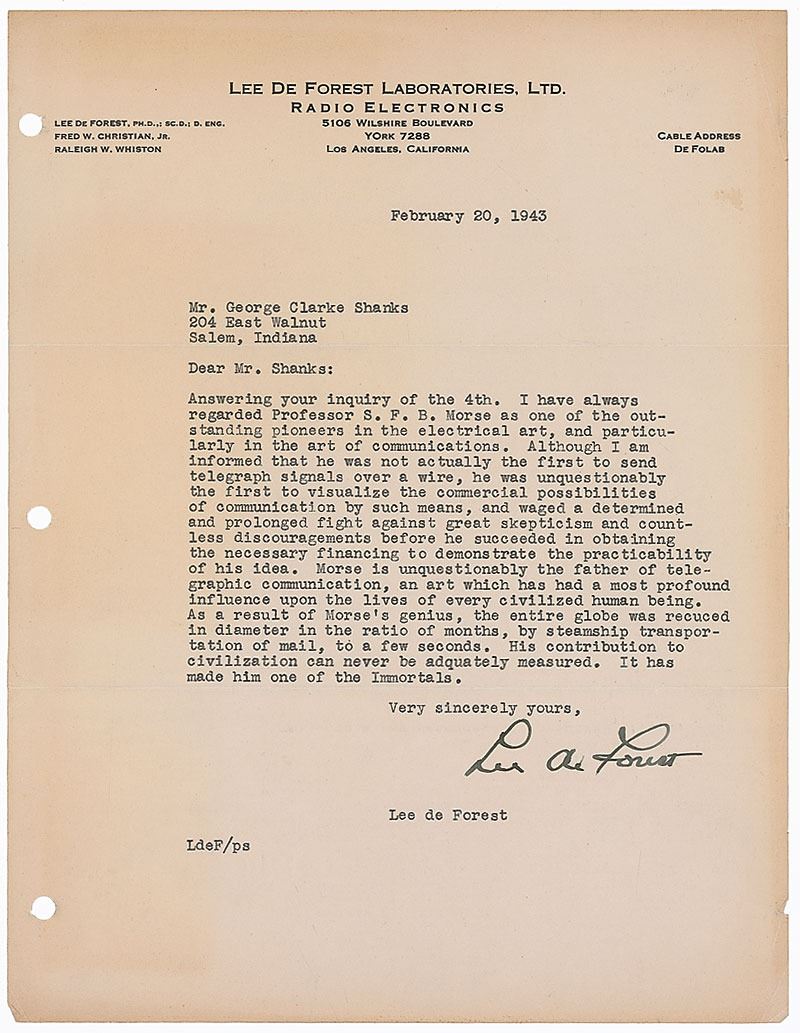 LEE DE FOREST LABORATORIES, LTD.
RADIO ELECTRONICS
LEE DE FOREST, PH.D.,; SC.D.; D. ENG.
FRED W. CHRISTIAN, JR.
RALEIGH W. WHISTON
5106 WILSHIRE BOULEVARD
YORK 7288
LOS ANGELES, CALIFORNIA
CABLE ADDRESS
DE FOLAB
February 20, 1943
Mr. George Clarke Shanks
204 East Walnut
Salem, Indiana
Dear Mr. Shanks:
Answering your inquiry of the 4th. I have always
regarded Professor S. F. B. Morse as one of the out-
standing pioneers in the electrical art, and particu-
larly in the art of communications. Although I am
informed that he was not actually the first to send
telegraph signals over a wire, he was unquestionably
the first to visualize the commercial possibilities
of communication by such means, and waged a determined
and prolonged fight against great skepticism and count-
less discouragements before he succeeded in obtaining
the necessary financing to demonstrate the practicability
of his idea. Morse is unquestionably the father of tele-
graphic communication, an art which has had a most profound
influence upon the lives of every civilized human being.
As a result of Morse's genius, the entire globe was recuced
in diameter in the ratio of months, by steamship transpor-
tation of mail, to a few seconds. His contribution to
civilization can never be adquately measured. It has
made him one of the Immortals.
Very sincerely yours,
Lee de Forest
Lee de Forest
LdeF/ps